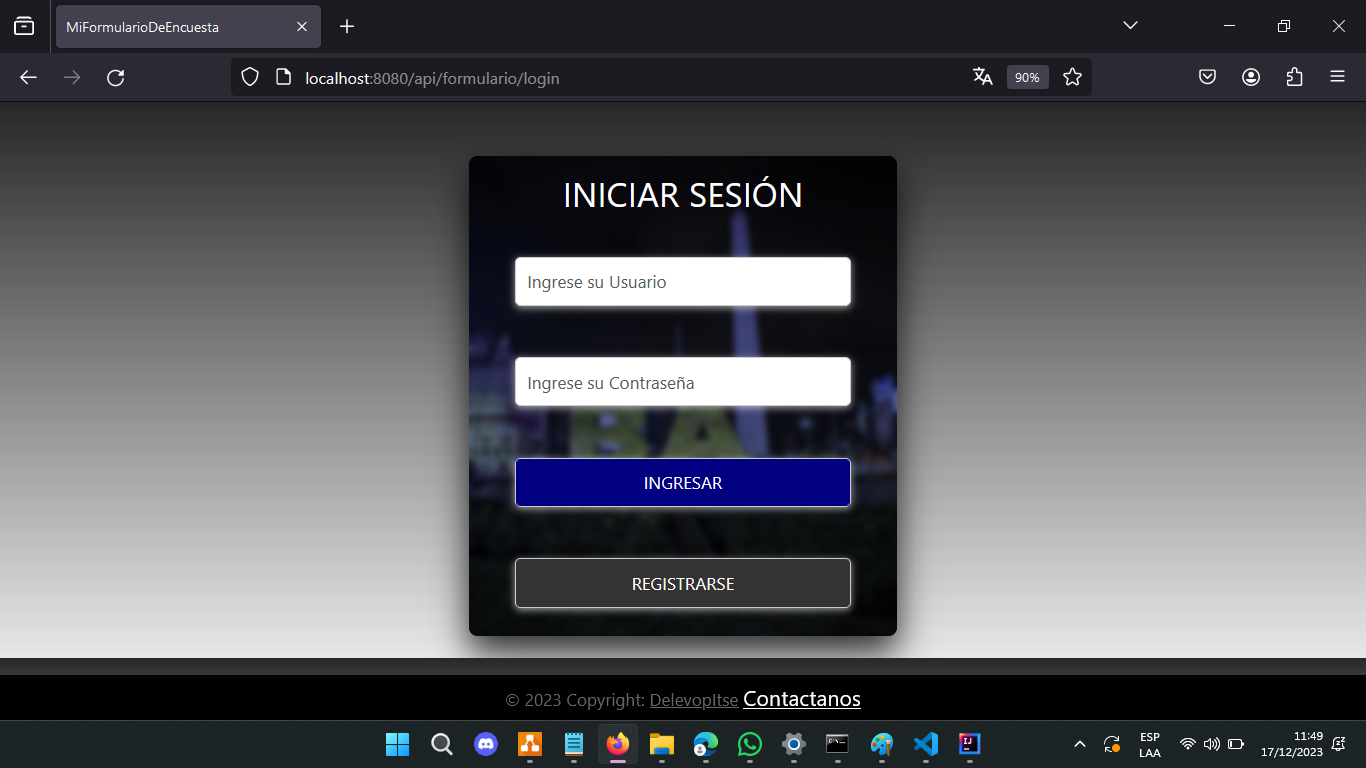 MiFormularioDeEncuesta
localhost:8080/api/formulario/login
90%
INICIAR SESIÓN
Ingrese su Usuario
Ingrese su Contraseña
BA
INGRESAR
REGISTRARSE
© 2023 Copyright: DelevopItse Contactanos
ESP
LAA
11:49
17/12/2023